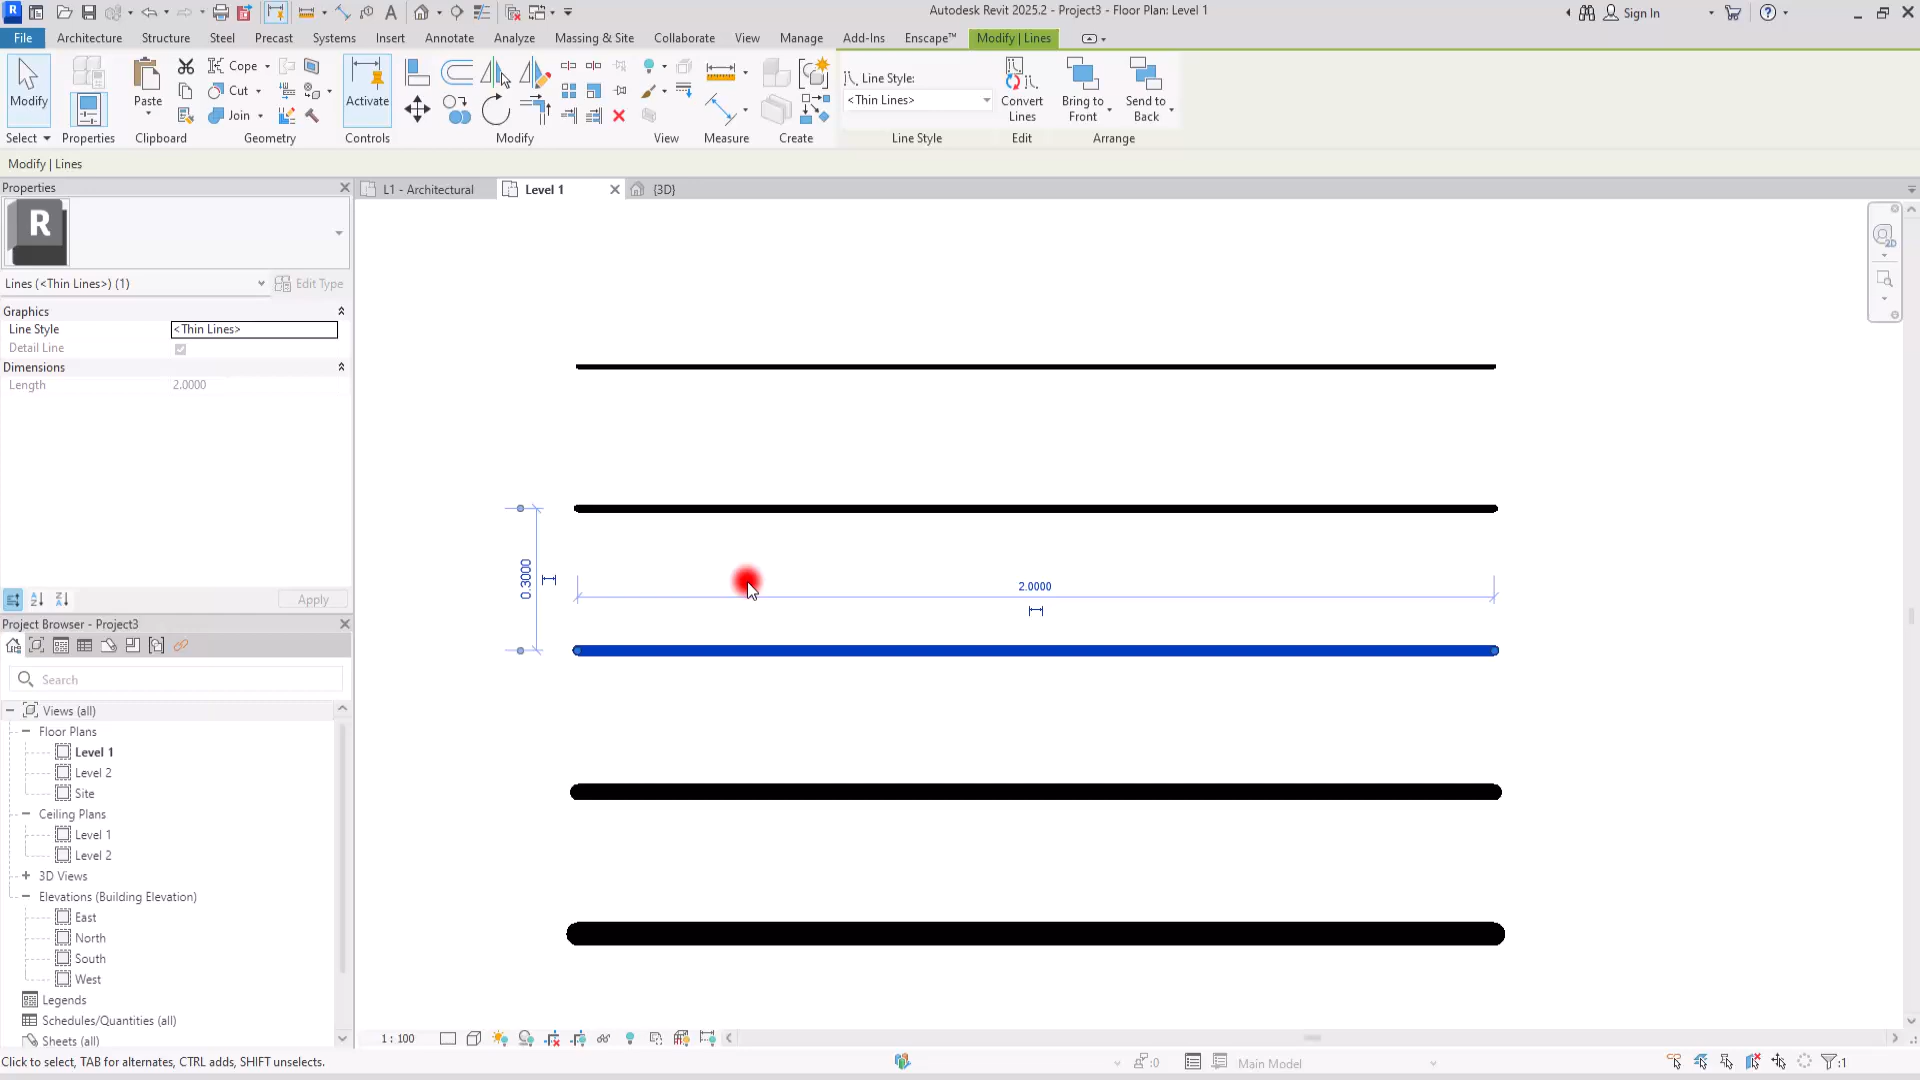 Autodesk Revit 2025.2 - Project3 - Floor Plan: Level 1
Sign In
File Architecture Structure Steel Precast Systems Insert Annotate Analyze Massing & Site Collaborate View Manage Add-Ins Enscape™ Modify | Lines
Modify
Paste
Cope
Cut
Join
Activate
Line Style:
<Thin Lines>
Convert Lines
Bring to Front
Send to Back
Select Properties Clipboard Geometry Controls Modify View Measure Create Line Style Edit Arrange
Modify | Lines
Properties
L1 - Architectural
Level 1
{3D}
R
Lines (<Thin Lines>) (1)
Edit Type
Graphics
Line Style <Thin Lines>
Detail Line
Dimensions
Length 2.0000
Apply
0.3000
2.0000
Project Browser - Project3
Search
Views (all)
Floor Plans
Level 1
Level 2
Site
Ceiling Plans
Level 1
Level 2
3D Views
Elevations (Building Elevation)
East
North
South
West
Legends
Schedules/Quantities (all)
Sheets (all)
1 : 100
Click to select, TAB for alternates, CTRL adds, SHIFT unselects.
:0
Main Model
:1